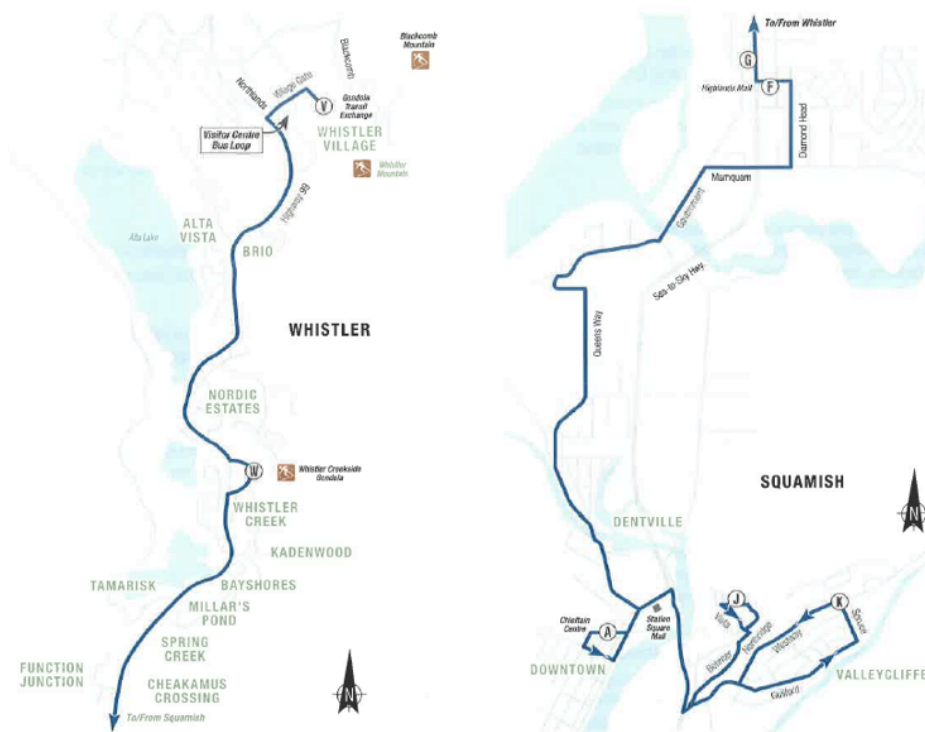 Blackcomb
Mountain
Blackcomb
Village Gate
Northlands
V
Gondola
Transit
Exchange
Visitor Centre
Bus Loop
WHISTLER
VILLAGE
Whistler
Mountain
Highway 99
ALTA
VISTA
Alta Lake
BRIO
WHISTLER
NORDIC
ESTATES
W
Whistler Creekside
Gondola
WHISTLER
CREEK
KADENWOOD
TAMARISK
BAYSHORES
MILLAR'S
POND
SPRING
CREEK
FUNCTION
JUNCTION
CHEAKAMUS
CROSSING
N
To/From Squamish
To/From Whistler
G
Highlands Mall
F
Diamond Head
Mamquam
Government
Sea-to-Sky Hwy.
Queens Way
SQUAMISH
N
DENTVILLE
Chieftain
Centre
A
Station
Square
Mall
DOWNTOWN
J
Vista
Northridge
Westway
K
Spruce
Guilford
VALLEYCLIFFE